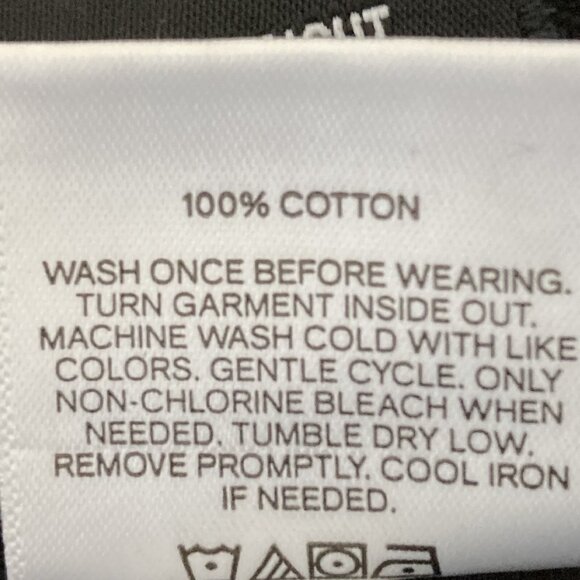 100% COTTON
WASH ONCE BEFORE WEARING.
TURN GARMENT INSIDE OUT.
MACHINE WASH COLD WITH LIKE
COLORS. GENTLE CYCLE. ONLY
NON-CHLORINE BLEACH WHEN
NEEDED. TUMBLE DRY LOW.
REMOVE PROMPTLY. COOL IRON
IF NEEDED.